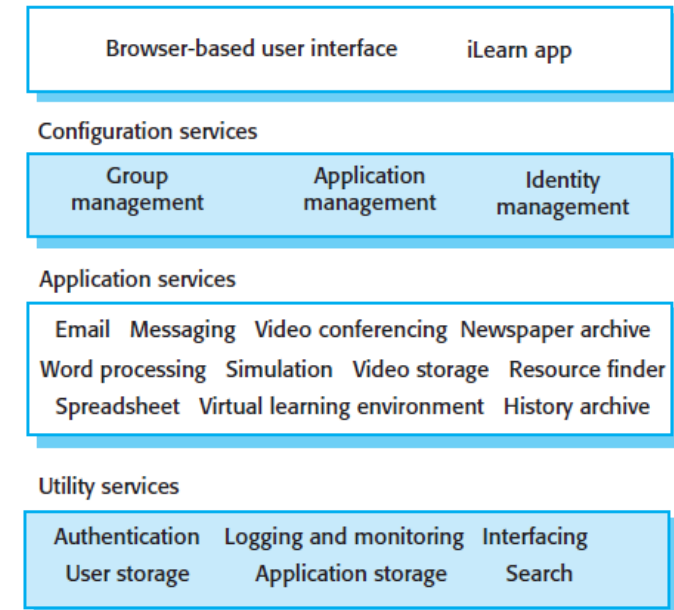 Browser-based user interface iLearn app
Configuration services
Group management
Application management
Identity management
Application services
Email Messaging Video conferencing Newspaper archive
Word processing Simulation Video storage Resource finder
Spreadsheet Virtual learning environment History archive
Utility services
Authentication Logging and monitoring Interfacing
User storage Application storage Search